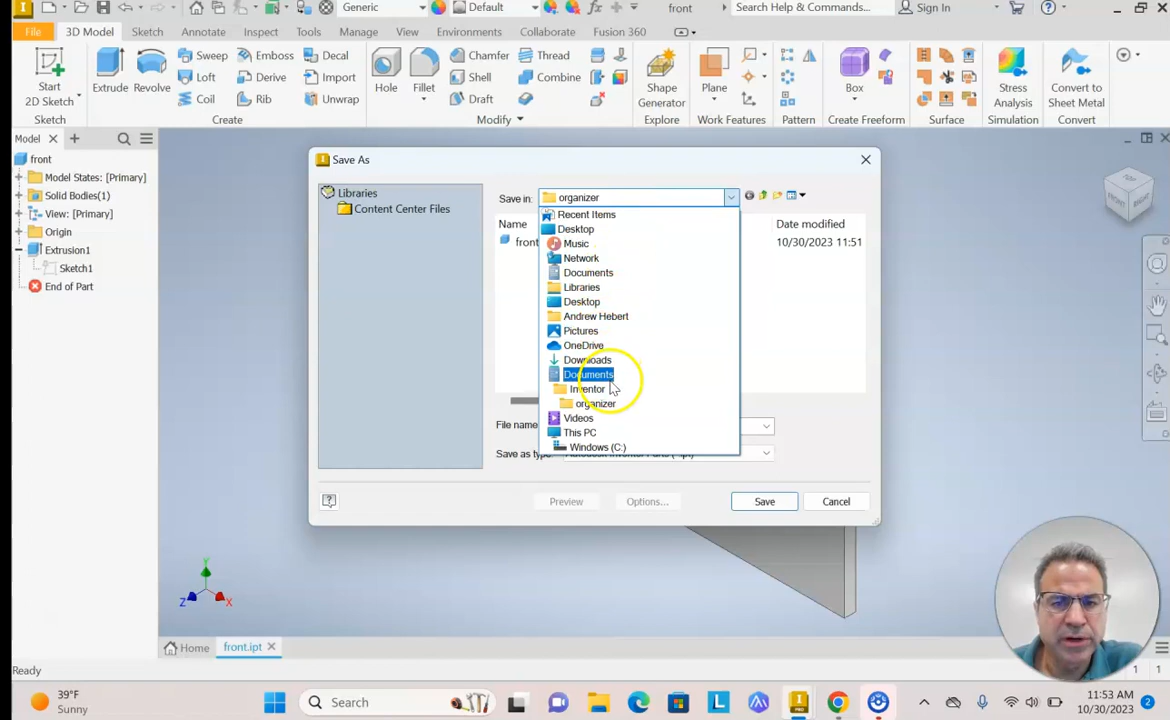 Generic
Default
front
Search Help & Commands...
Sign In
File
3D Model
Sketch
Annotate
Inspect
Tools
Manage
View
Environments
Collaborate
Fusion 360
Start
2D Sketch
Sketch
Extrude
Revolve
Sweep
Loft
Coil
Emboss
Derive
Rib
Decal
Import
Unwrap
Create
Hole
Fillet
Chamfer
Shell
Draft
Thread
Combine
Modify
Shape
Generator
Explore
Plane
Work Features
Pattern
Box
Create Freeform
Surface
Stress
Analysis
Simulation
Convert to
Sheet Metal
Convert
Model
front
Model States: [Primary]
Solid Bodies(1)
View: [Primary]
Origin
Extrusion1
Sketch1
End of Part
Save As
Libraries
Content Center Files
Save in:
organizer
Name
Date modified
front
10/30/2023 11:51
Recent Items
Desktop
Music
Network
Documents
Libraries
Desktop
Andrew Hebert
Pictures
OneDrive
Downloads
Documents
Inventor
organizer
Videos
This PC
Windows (C:)
File name
Save as type:
Preview
Options...
Save
Cancel
Y
Z
X
Home
front.ipt
Ready
1 1
39°F
Sunny
Search
11:53 AM
10/30/2023
2